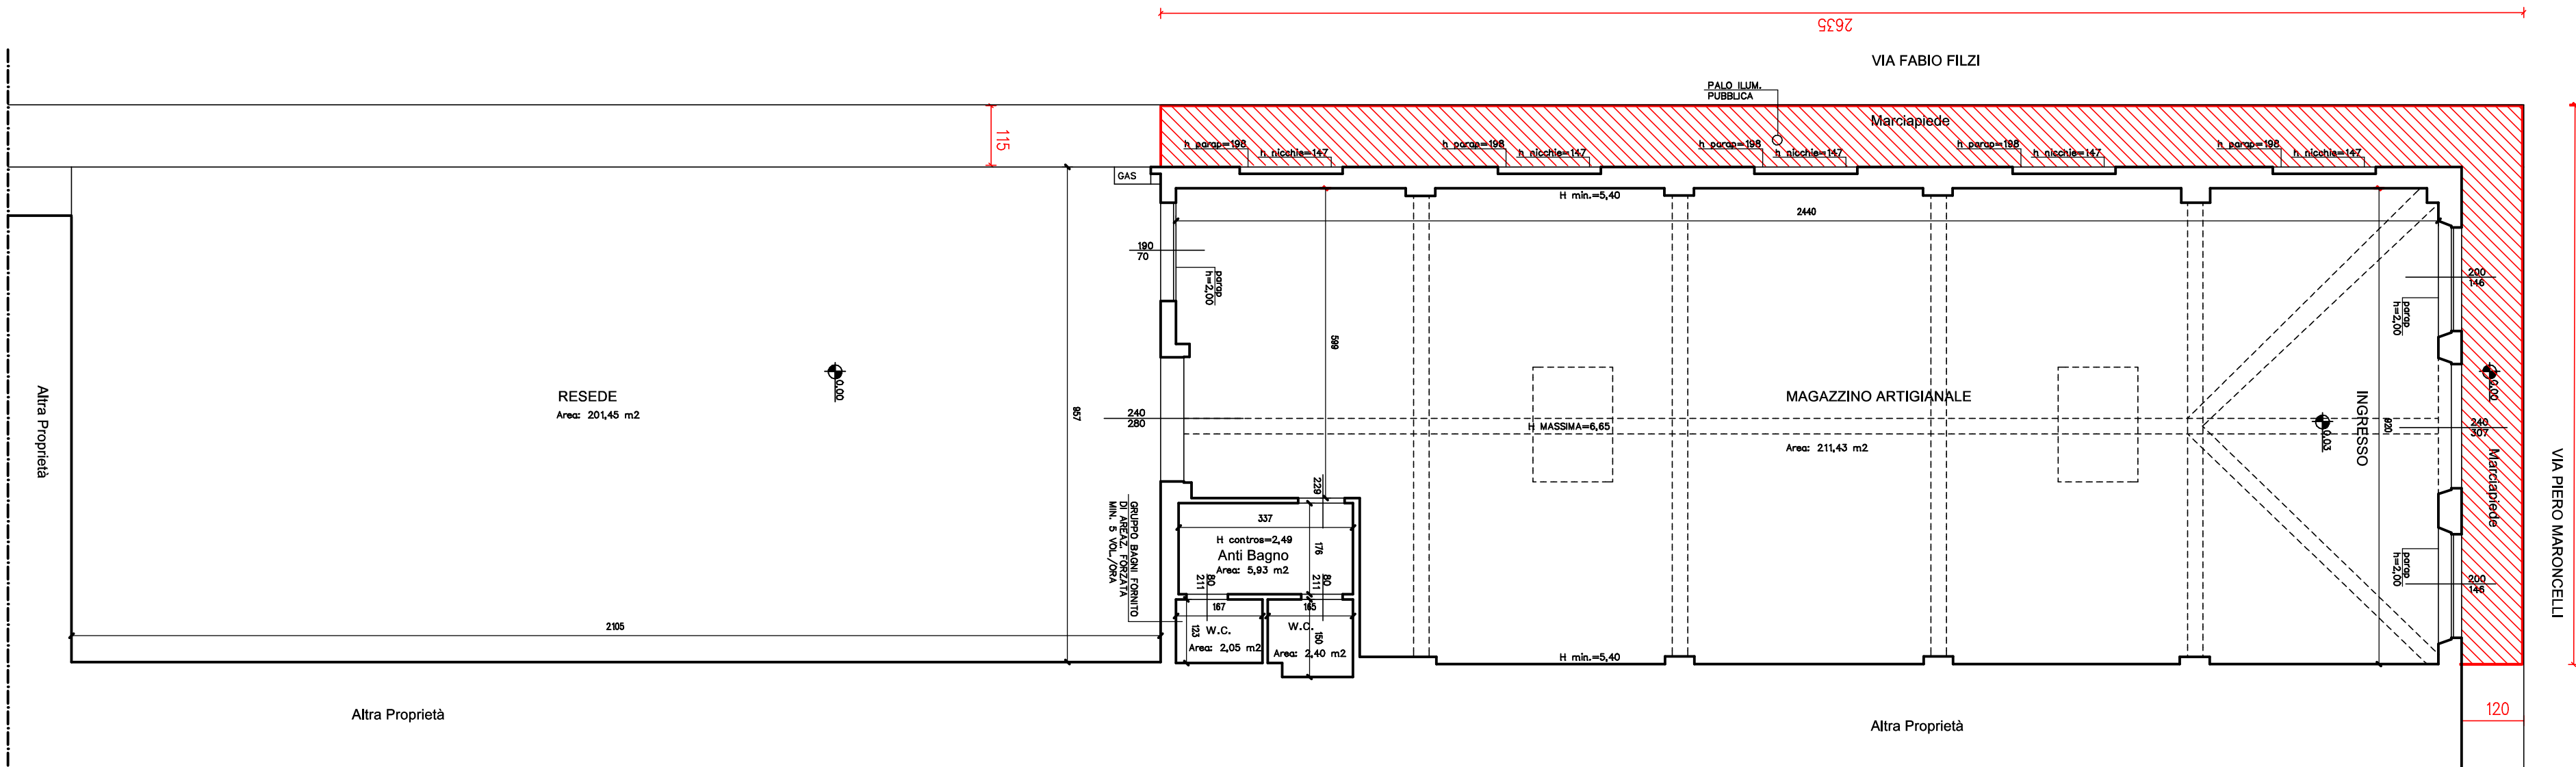 2635
VIA FABIO FILZI
PALO ILUM.
PUBBLICA
Marciapiede
115
h parap=198
h nicchie=147
h parap=198
h nicchie=147
h parap=198
h nicchie=147
h parap=198
h nicchie=147
h parap=198
h nicchie=147
GAS
H min.=5,40
2440
190
70
parap
h=2,00
200
146
parap
h=2,00
599
0.00
RESEDE
Area: 201,45 m2
957
240
280
MAGAZZINO ARTIGIANALE
H MASSIMA=6,65
Area: 211,43 m2
INGRESSO
0.03
920
0.00
240
307
Marciapiede
VIA PIERO MARONCELLI
Altra Proprietà
229
337
H contros=2,49
Anti Bagno
Area: 5,93 m2
176
GRUPPO BAGNI FORNITO
DI AREAZ. FORZATA
MIN. 5 VOL/ORA
80
211
80
211
167
165
123
W.C.
Area: 2,05 m2
W.C.
150
Area: 2,40 m2
parap
h=2,00
200
146
2105
H min.=5,40
Altra Proprietà
Altra Proprietà
120